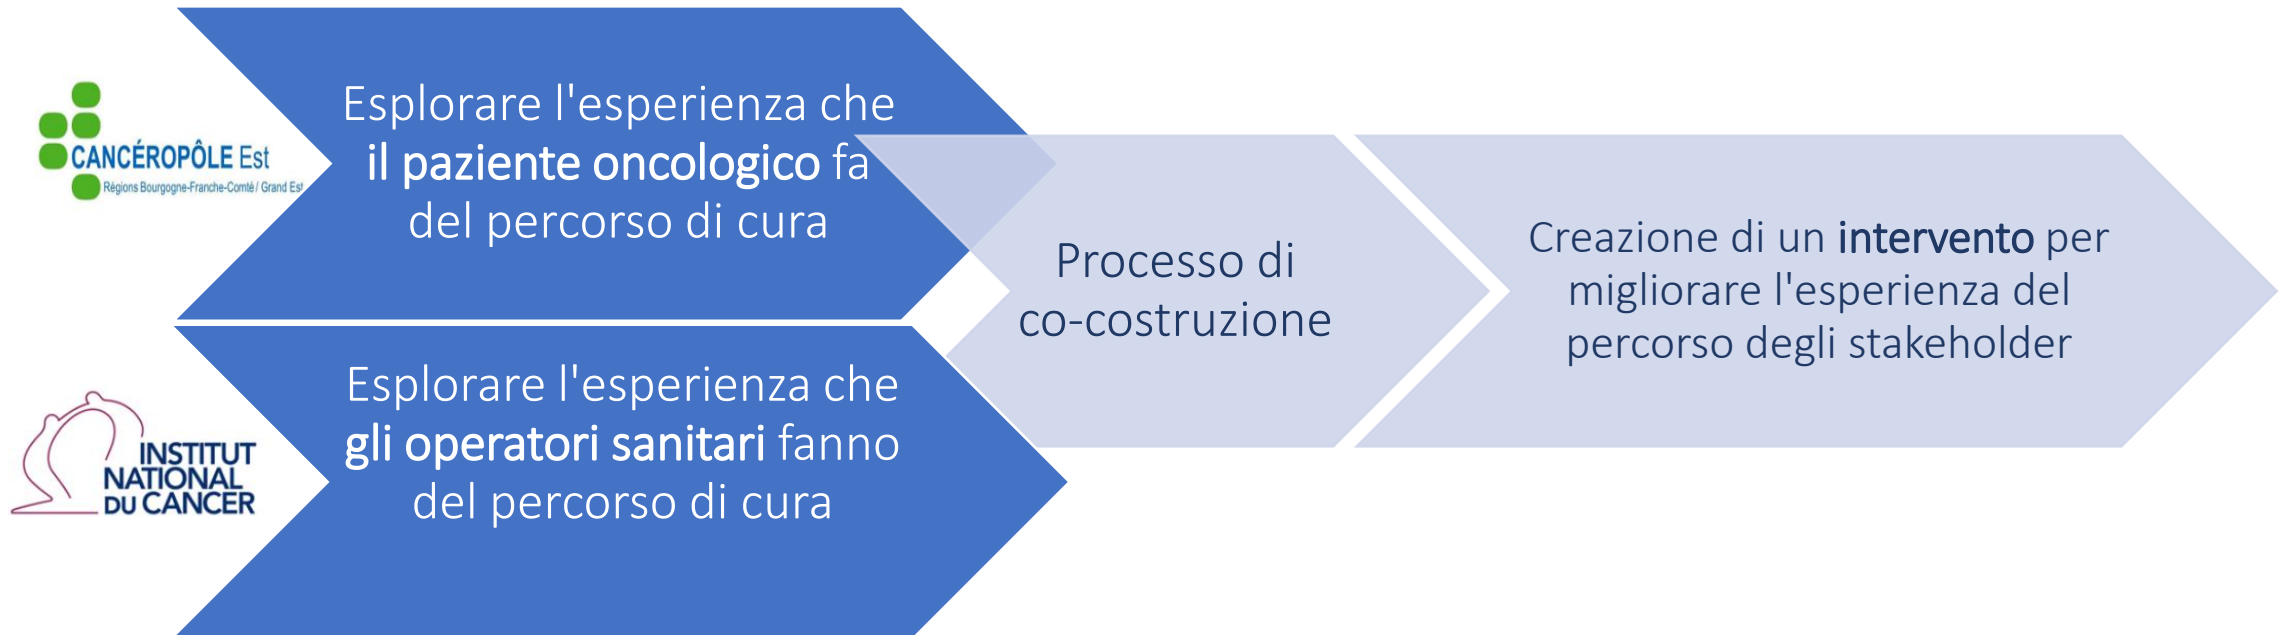 CANCÉROPÔLE Est
Régions Bourgogne-Franche-Comté / Grand Est
Esplorare l'esperienza che
il paziente oncologico fa
del percorso di cura
INSTITUT
NATIONAL
DU CANCER
Esplorare l'esperienza che
gli operatori sanitari fanno
del percorso di cura
Processo di
co-costruzione
Creazione di un intervento per
migliorare l'esperienza del
percorso degli stakeholder